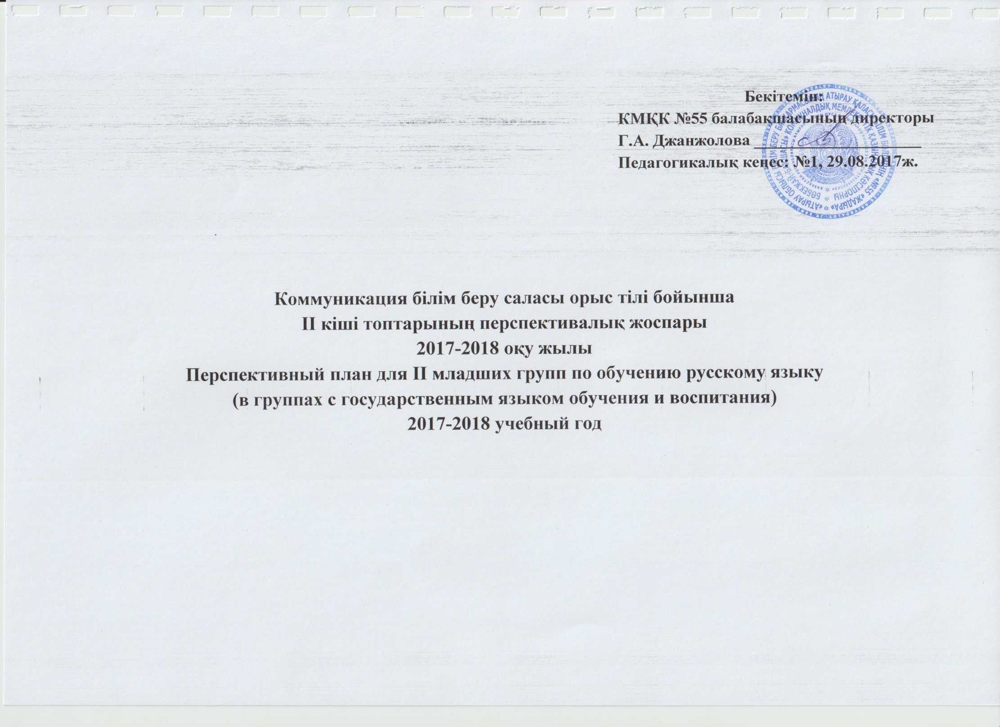 Бекітемін:
КМҚК №55 балабақшасының директоры
Г.А. Джанжолова ____________________
Педагогикалық кеңес: №1, 29.08.2017ж.
Коммуникация білім беру саласы орыс тілі бойынша
II кіші топтарының перспективалық жоспары
2017-2018 оқу жылы
Перспективный план для II младших групп по обучению русскому языку
(в группах с государственным языком обучения и воспитания)
2017-2018 учебный год